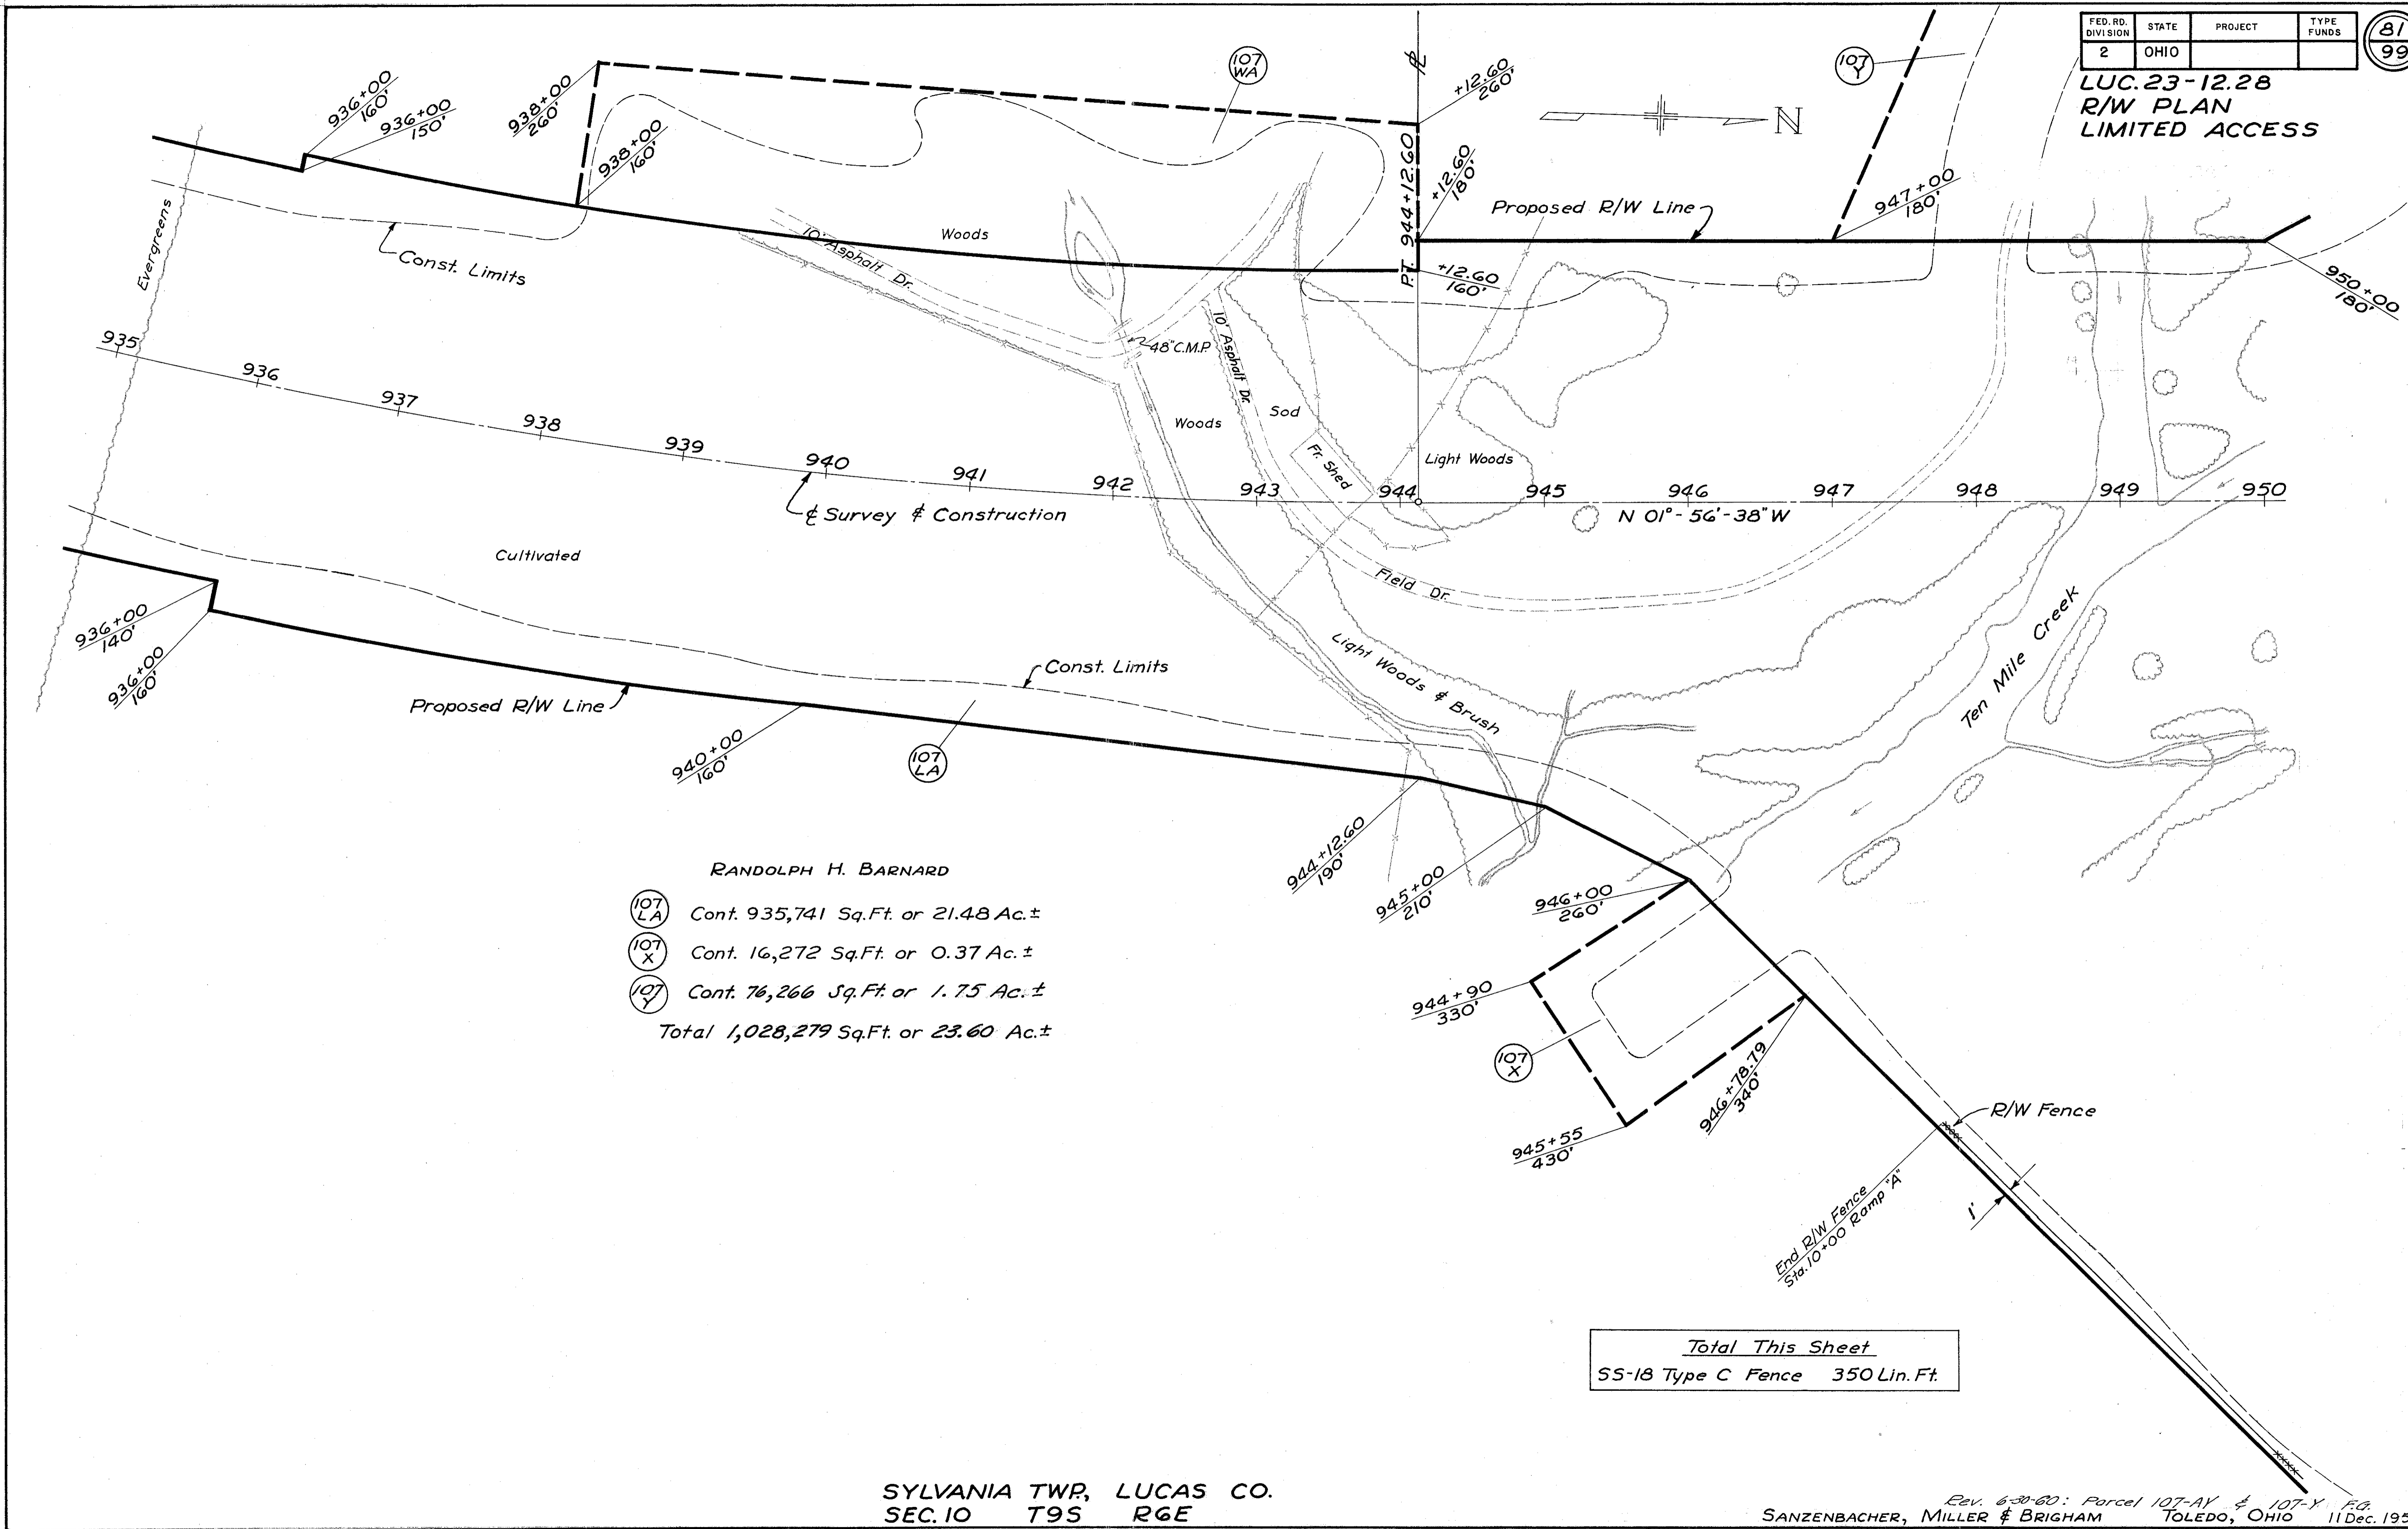 FED. RD. DIVISION STATE PROJECT TYPE FUNDS
2 OHIO
81
99
LUC. 23-12.28
R/W PLAN
LIMITED ACCESS
936+00
160'
936+00
150'
938+00
260'
938+00
160'
107
WA
+12.60
260'
P.T. 944+12.60
+12.60
180'
+12.60
160'
N
107
Y
Proposed R/W Line
947+00
180'
950+00
180'
Evergreens
Const. Limits
10' Asphalt Dr.
Woods
48" C.M.P.
10' Asphalt Dr.
Woods
Sod
Fr. Shed
Light Woods
935
936
937
938
939
940
941
942
943
944
945
946
947
948
949
950
℄ Survey & Construction
N 01°-56'-38" W
Cultivated
Field Dr.
Light Woods & Brush
Ten Mile Creek
936+00
140'
936+00
160'
Proposed R/W Line
Const. Limits
940+00
160'
107
LA
944+12.60
190'
945+00
210'
946+00
260'
944+90
330'
107
X
945+55
430'
946+78.79
340'
R/W Fence
End R/W Fence
Sta. 10+00 Ramp "A"
1'
RANDOLPH H. BARNARD
107 LA Cont. 935,741 Sq.Ft. or 21.48 Ac.±
107 X Cont. 16,272 Sq.Ft. or 0.37 Ac.±
107 Y Cont. 76,266 Sq.Ft. or 1.75 Ac.±
Total 1,028,279 Sq.Ft. or 23.60 Ac.±
Total This Sheet
SS-18 Type C Fence 350 Lin. Ft.
SYLVANIA TWP., LUCAS CO.
SEC. 10 T9S R6E
Rev. 6-30-60: Parcel 107-AY & 107-Y F.G.
SANZENBACHER, MILLER & BRIGHAM TOLEDO, OHIO 11 Dec.